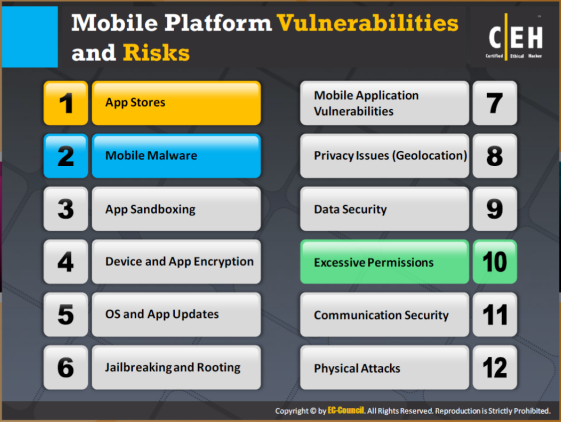 Mobile Platform Vulnerabilities
and Risks
C|EH
Certified Ethical Hacker
1 App Stores
2 Mobile Malware
3 App Sandboxing
4 Device and App Encryption
5 OS and App Updates
6 Jailbreaking and Rooting
Mobile Application
Vulnerabilities 7
Privacy Issues (Geolocation) 8
Data Security 9
Excessive Permissions 10
Communication Security 11
Physical Attacks 12
Copyright © by EC-Council. All Rights Reserved. Reproduction is Strictly Prohibited.